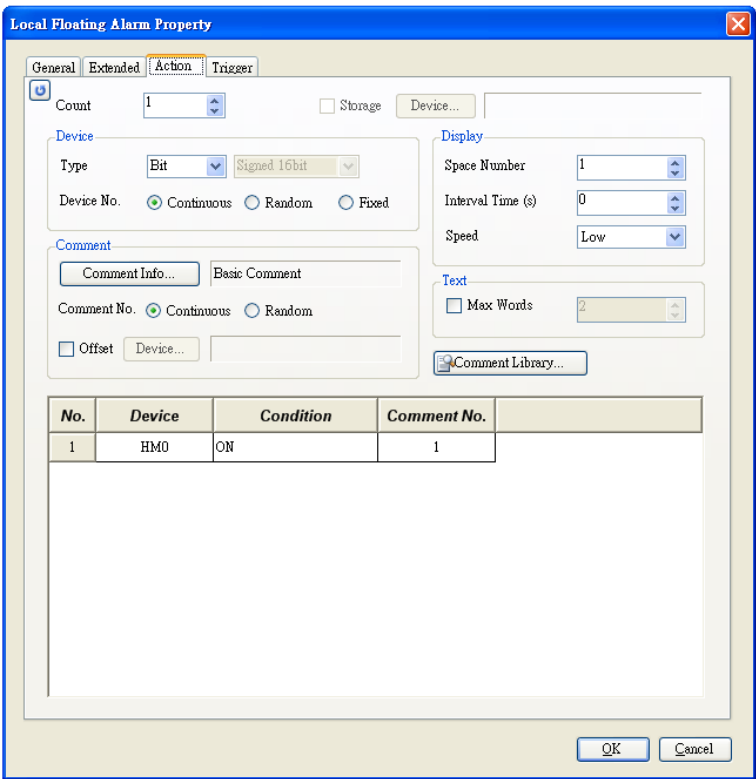 Local Floating Alarm Property
General Extended Action Trigger
Count 1 Storage Device...
Device
Type Bit Signed 16bit
Device No. Continuous Random Fixed
Display
Space Number 1
Interval Time (s) 0
Speed Low
Comment
Comment Info... Basic Comment
Comment No. Continuous Random
Offset Device...
Text
Max Words 2
Comment Library...
No. Device Condition Comment No.
1 HM0 ON 1
OK Cancel